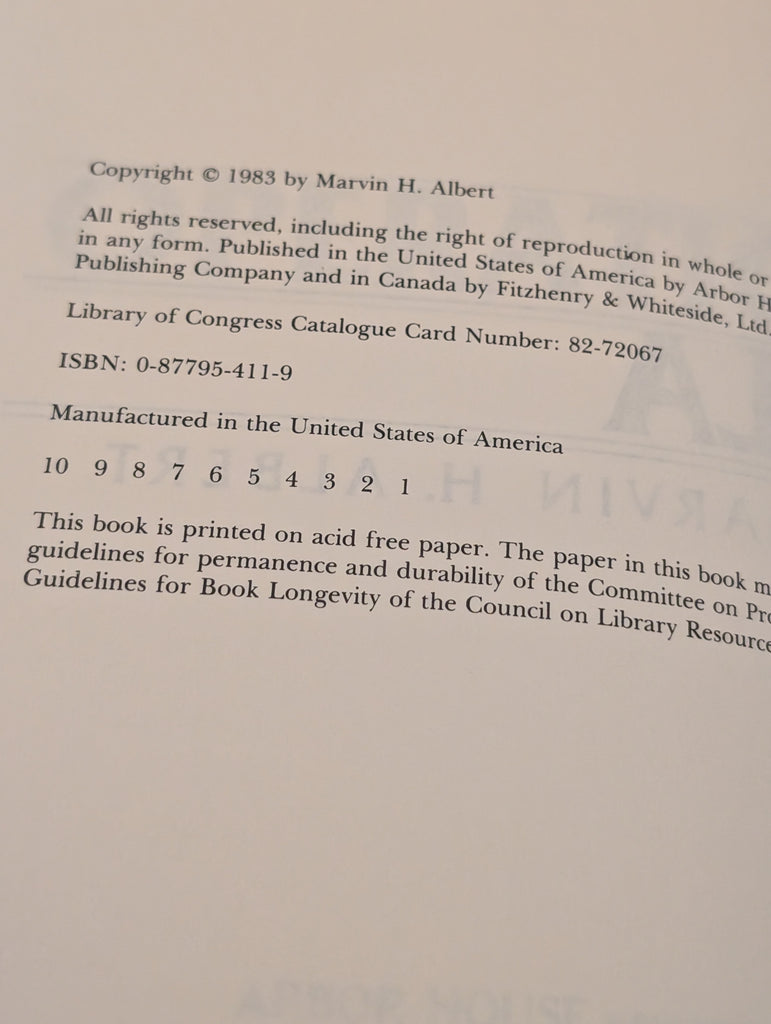 Copyright © 1983 by Marvin H. Albert
All rights reserved, including the right of reproduction in whole or
in any form. Published in the United States of America by Arbor H
Publishing Company and in Canada by Fitzhenry & Whiteside, Ltd.
Library of Congress Catalogue Card Number: 82-72067
ISBN: 0-87795-411-9
Manufactured in the United States of America
10 9 8 7 6 5 4 3 2 1
This book is printed on acid free paper. The paper in this book m
guidelines for permanence and durability of the Committee on Pro
Guidelines for Book Longevity of the Council on Library Resource
ARBOR HOUSE